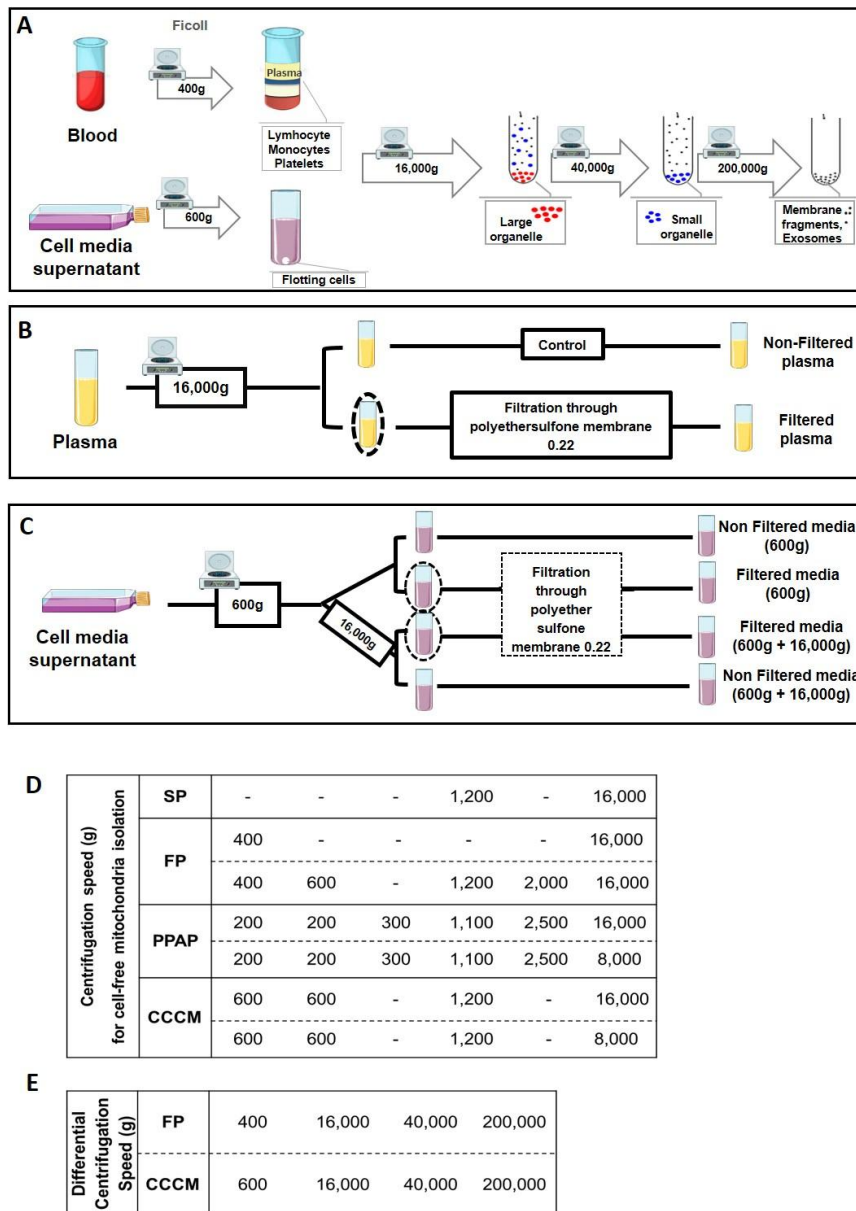 A
Ficoll
400g
Blood
Plasma
Lymhocyte
Monocytes
Platelets
16,000g
40,000g
200,000g
Large
organelle
Small
organelle
Membrane
fragments,
Exosomes
600g
Cell media
supernatant
Flotting cells
B
Plasma
16,000g
Control
Non-Filtered
plasma
Filtration through
polyethersulfone membrane
0.22
Filtered
plasma
C
Cell media
supernatant
600g
16,000g
Filtration
through
polyether
sulfone
membrane 0.22
Non Filtered media
(600g)
Filtered media
(600g)
Filtered media
(600g + 16,000g)
Non Filtered media
(600g + 16,000g)
D
Centrifugation speed (g)
for cell-free mitochondria isolation
SP - - - 1,200 - 16,000
FP
400 - - - - 16,000
400 600 - 1,200 2,000 16,000
PPAP
200 200 300 1,100 2,500 16,000
200 200 300 1,100 2,500 8,000
CCCM
600 600 - 1,200 - 16,000
600 600 - 1,200 - 8,000
E
Differential
Centrifugation
Speed (g)
FP 400 16,000 40,000 200,000
CCCM 600 16,000 40,000 200,000